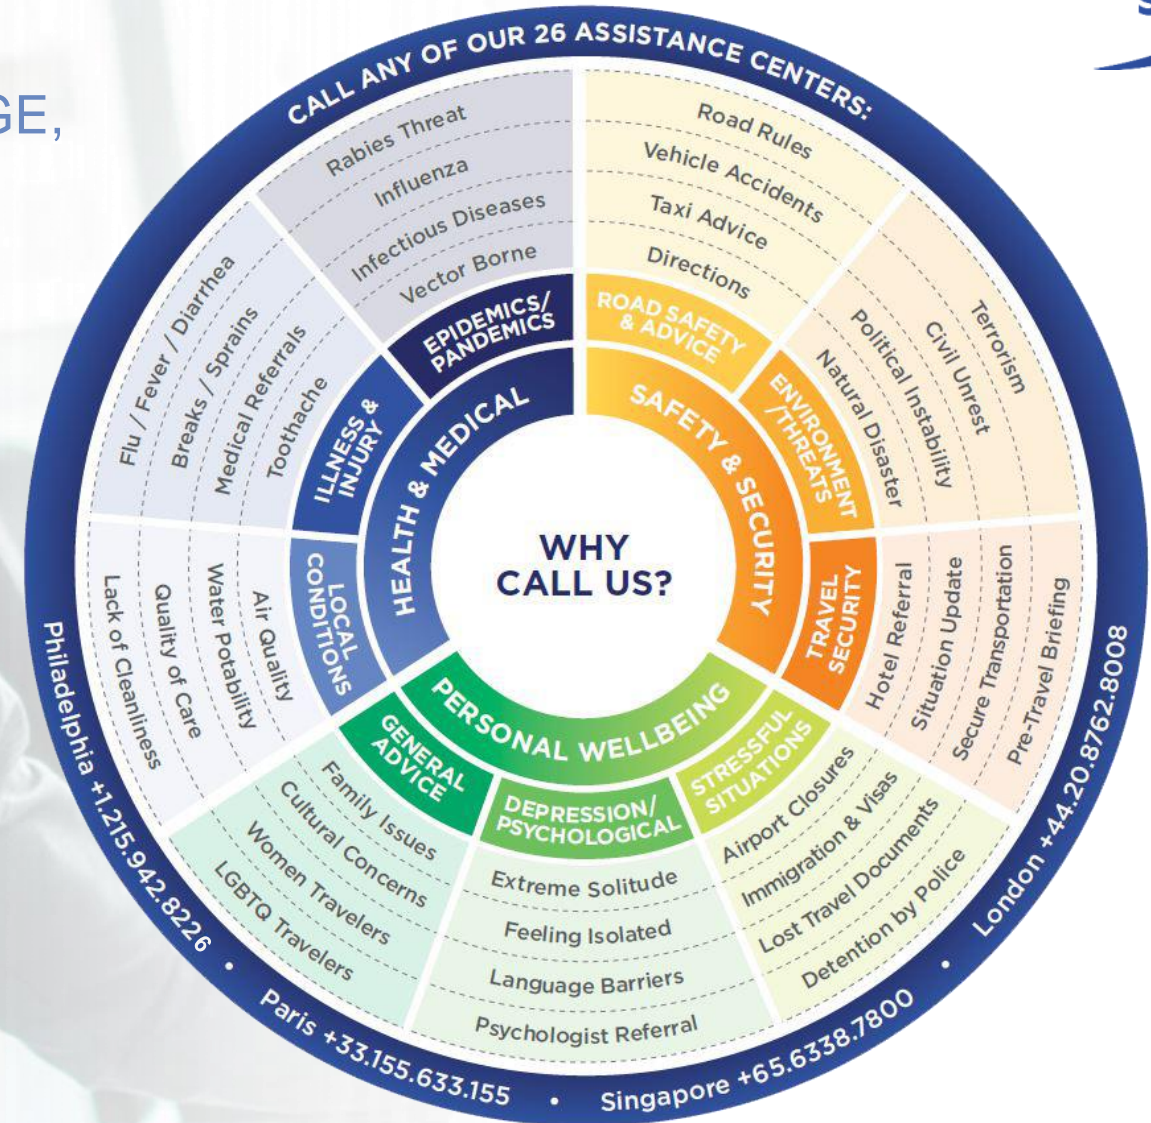 GE,
S
CALL ANY OF OUR 26 ASSISTANCE CENTERS:
WHY
CALL US?
HEALTH & MEDICAL
EPIDEMICS/
PANDEMICS
Rabies Threat
Influenza
Infectious Diseases
Vector Borne
ILLNESS &
INJURY
Flu / Fever / Diarrhea
Breaks / Sprains
Medical Referrals
Toothache
LOCAL
CONDITIONS
Air Quality
Water Potability
Quality of Care
Lack of Cleanliness
SAFETY & SECURITY
ROAD SAFETY
& ADVICE
Road Rules
Vehicle Accidents
Taxi Advice
Directions
ENVIRONMENT
/THREATS
Terrorism
Civil Unrest
Political Instability
Natural Disaster
TRAVEL
SECURITY
Hotel Referral
Situation Update
Secure Transportation
Pre-Travel Briefing
PERSONAL WELLBEING
GENERAL
ADVICE
Family Issues
Cultural Concerns
Women Travelers
LGBTQ Travelers
DEPRESSION/
PSYCHOLOGICAL
Extreme Solitude
Feeling Isolated
Language Barriers
Psychologist Referral
STRESSFUL
SITUATIONS
Airport Closures
Immigration & Visas
Lost Travel Documents
Detention by Police
Philadelphia +1.215.942.8226 • Paris +33.155.633.155 • Singapore +65.6338.7800 • London +44.20.8762.8008